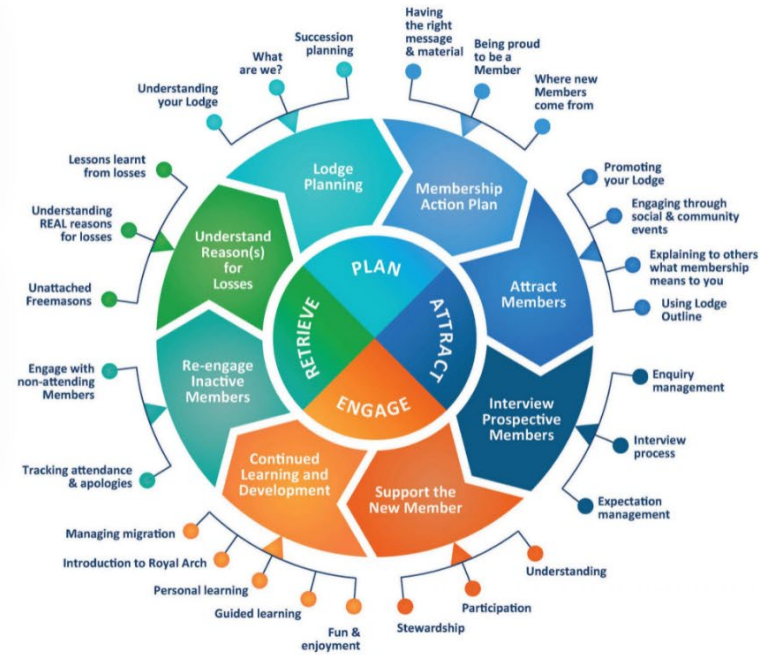 PLAN
ATTRACT
ENGAGE
RETRIEVE
Lodge
Planning
Understanding
your Lodge
What
are we?
Succession
planning
Membership
Action Plan
Having
the right
message
& material
Being proud
to be a
Member
Where new
Members
come from
Attract
Members
Promoting
your Lodge
Engaging through
social & community
events
Explaining to others
what membership
means to you
Using Lodge
Outline
Interview
Prospective
Members
Enquiry
management
Interview
process
Expectation
management
Support the
New Member
Understanding
Participation
Stewardship
Continued
Learning and
Development
Fun &
enjoyment
Guided learning
Personal learning
Introduction to Royal Arch
Managing migration
Re-engage
Inactive
Members
Tracking attendance
& apologies
Engage with
non-attending
Members
Understand
Reason(s)
for
Losses
Unattached
Freemasons
Understanding
REAL reasons
for losses
Lessons learnt
from losses